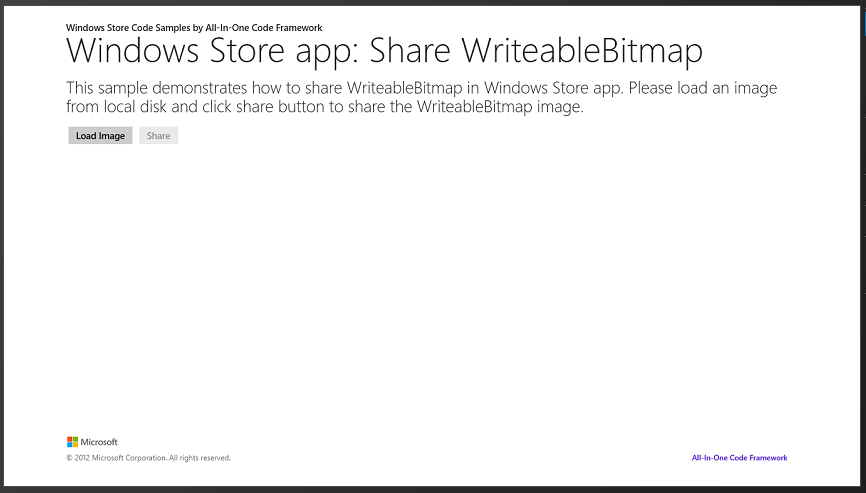 Windows Store Code Samples by All-In-One Code Framework
Windows Store app: Share WriteableBitmap
This sample demonstrates how to share WriteableBitmap in Windows Store app. Please load an image
from local disk and click share button to share the WriteableBitmap image.
Load Image Share
Microsoft
© 2012 Microsoft Corporation. All rights reserved. All-In-One Code Framework